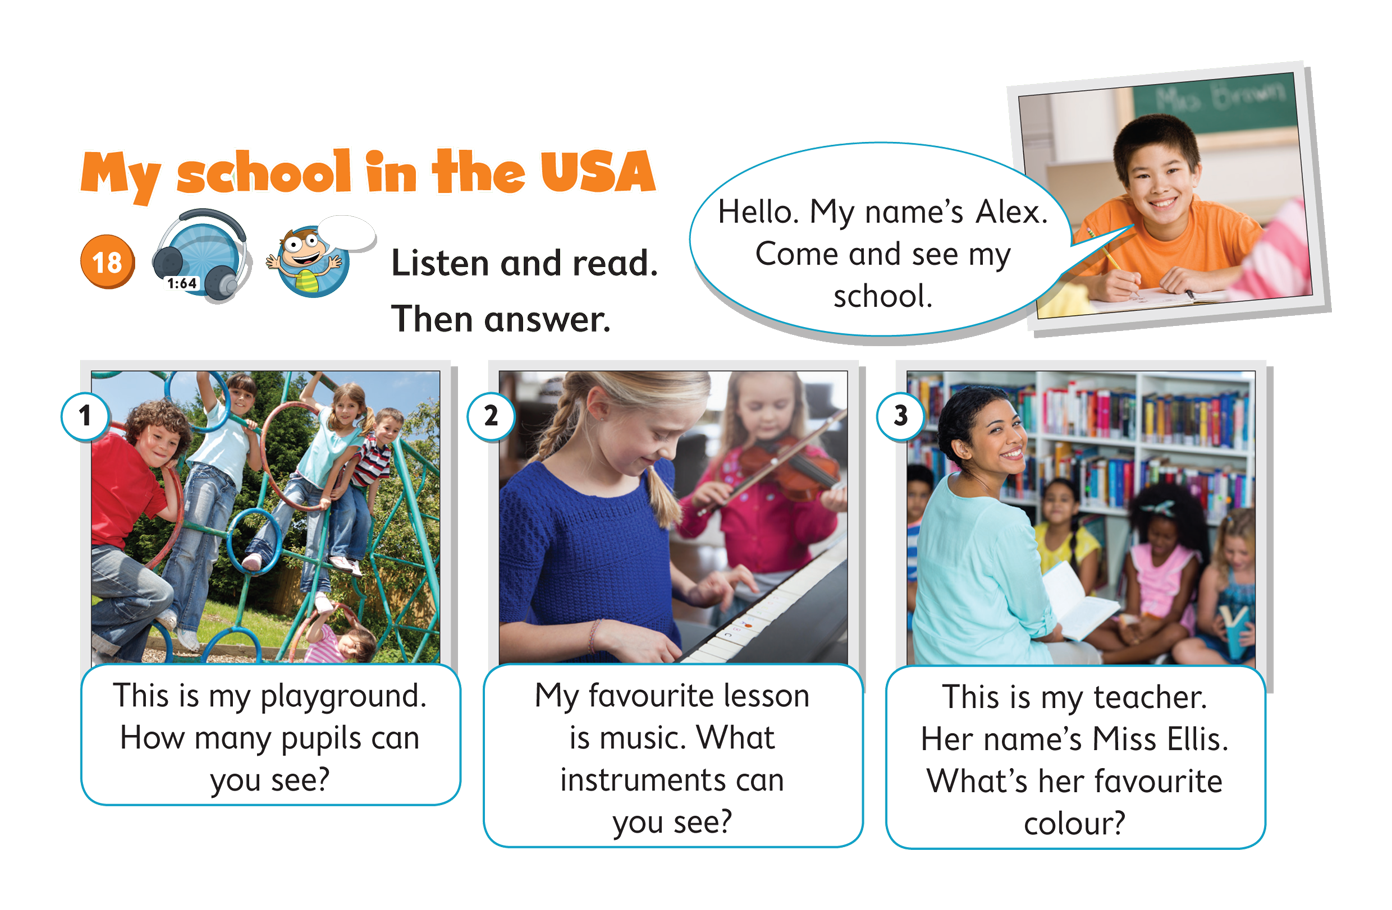 My school in the USA
18
1:64
Listen and read.
Then answer.
Hello. My name's Alex.
Come and see my
school.
Mrs Brown
1
This is my playground.
How many pupils can
you see?
2
My favourite lesson
is music. What
instruments can
you see?
3
This is my teacher.
Her name's Miss Ellis.
What's her favourite
colour?